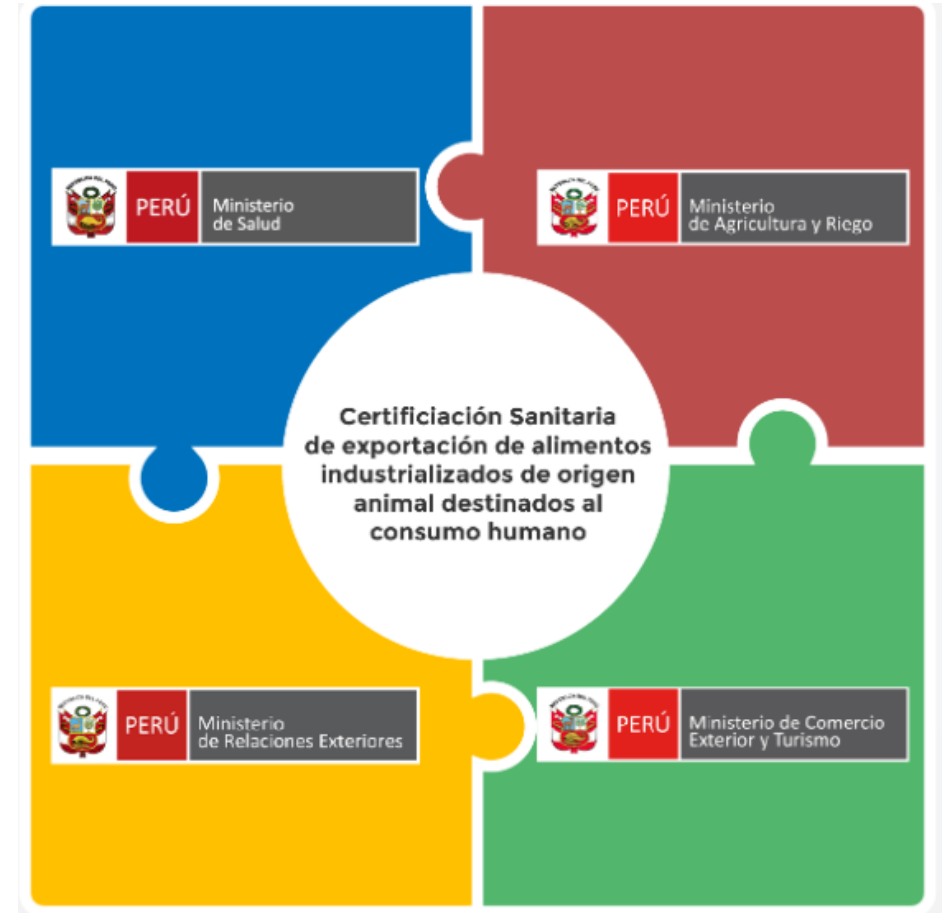 PERÚ
Ministerio
de Salud
PERÚ
Ministerio
de Agricultura y Riego
Certificiación Sanitaria
de exportación de alimentos
industrializados de origen
animal destinados al
consumo humano
PERÚ
Ministerio
de Relaciones Exteriores
PERÚ
Ministerio de Comercio
Exterior y Turismo